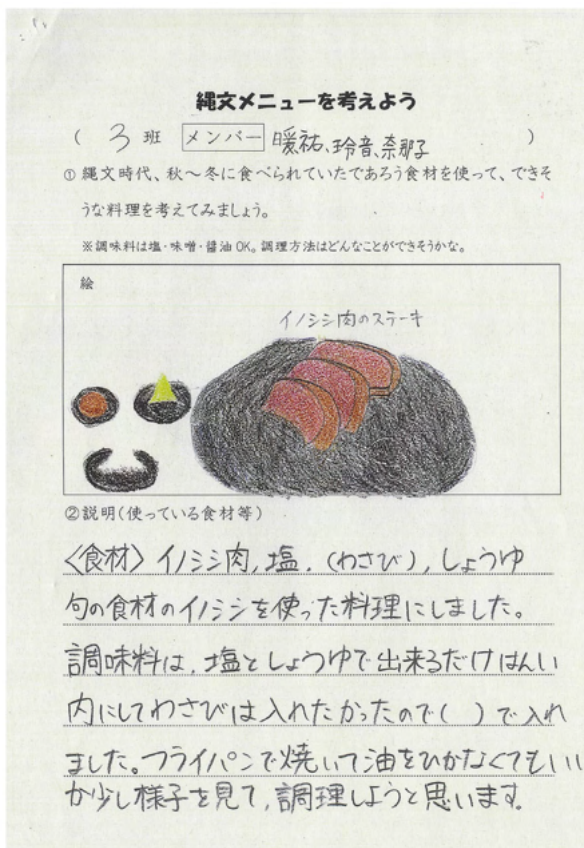 縄文メニューを考えよう
( 3 班 メンバー 暖祐、玲音、奈那子 )
① 縄文時代、秋～冬に食べられていたであろう食材を使って、できそ
うな料理を考えてみましょう。
※調味料は塩・味噌・醤油OK。調理方法はどんなことができそうかな。
絵
イノシシ肉のステーキ
②説明(使っている食材等)
〈食材〉イノシシ肉,塩,(わさび),しょうゆ
旬の食材のイノシシを使った料理にしました。
調味料は,塩としょうゆで出来るだけはんい
内にしてわさびは入れたかったので( )で入れ
ました。フライパンで焼いて油をひかなくてもいい
か少し様子を見て,調理しようと思います。